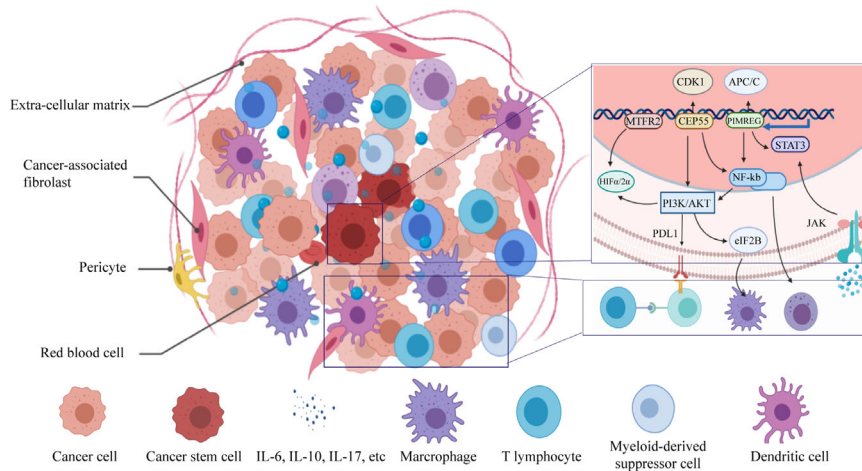 Extra-cellular matrix
Cancer-associated
fibrolast
Pericyte
Red blood cell
CDK1
APC/C
MTFR2
CEP55
PIMREG
STAT3
HIFα/2α
NF-kb
PI3K/AKT
PDL1
eIF2B
JAK
Cancer cell
Cancer stem cell
IL-6, IL-10, IL-17, etc
Marcrophage
T lymphocyte
Myeloid-derived
suppressor cell
Dendritic cell